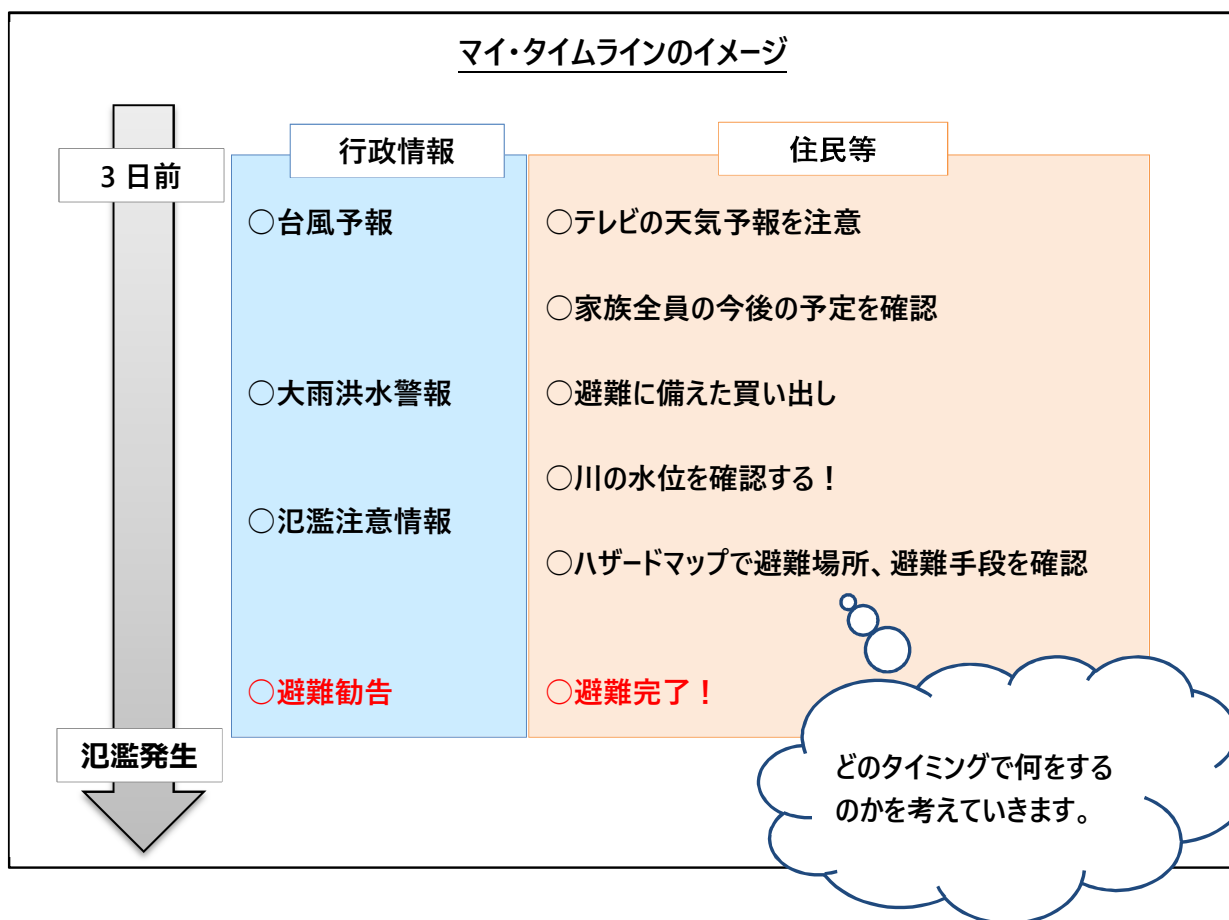 マイ・タイムラインのイメージ
3 日前
行政情報
住民等
○台風予報
○テレビの天気予報を注意
○家族全員の今後の予定を確認
○大雨洪水警報
○避難に備えた買い出し
○川の水位を確認する！
○氾濫注意情報
○ハザードマップで避難場所、避難手段を確認
○避難勧告
○避難完了！
氾濫発生
どのタイミングで何をする
のかを考えていきます。